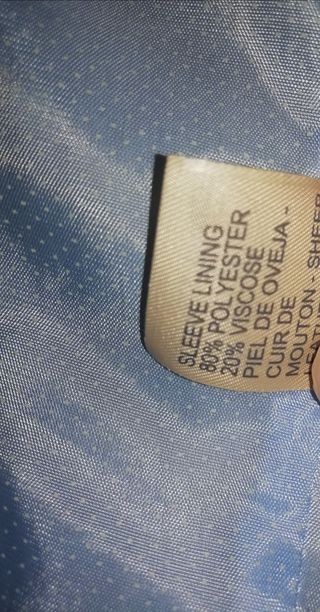 SLEEVE LINING
80% POLYESTER
20% VISCOSE
PIEL DE OVEJA -
CUIR DE
MOUTON - SHEEP